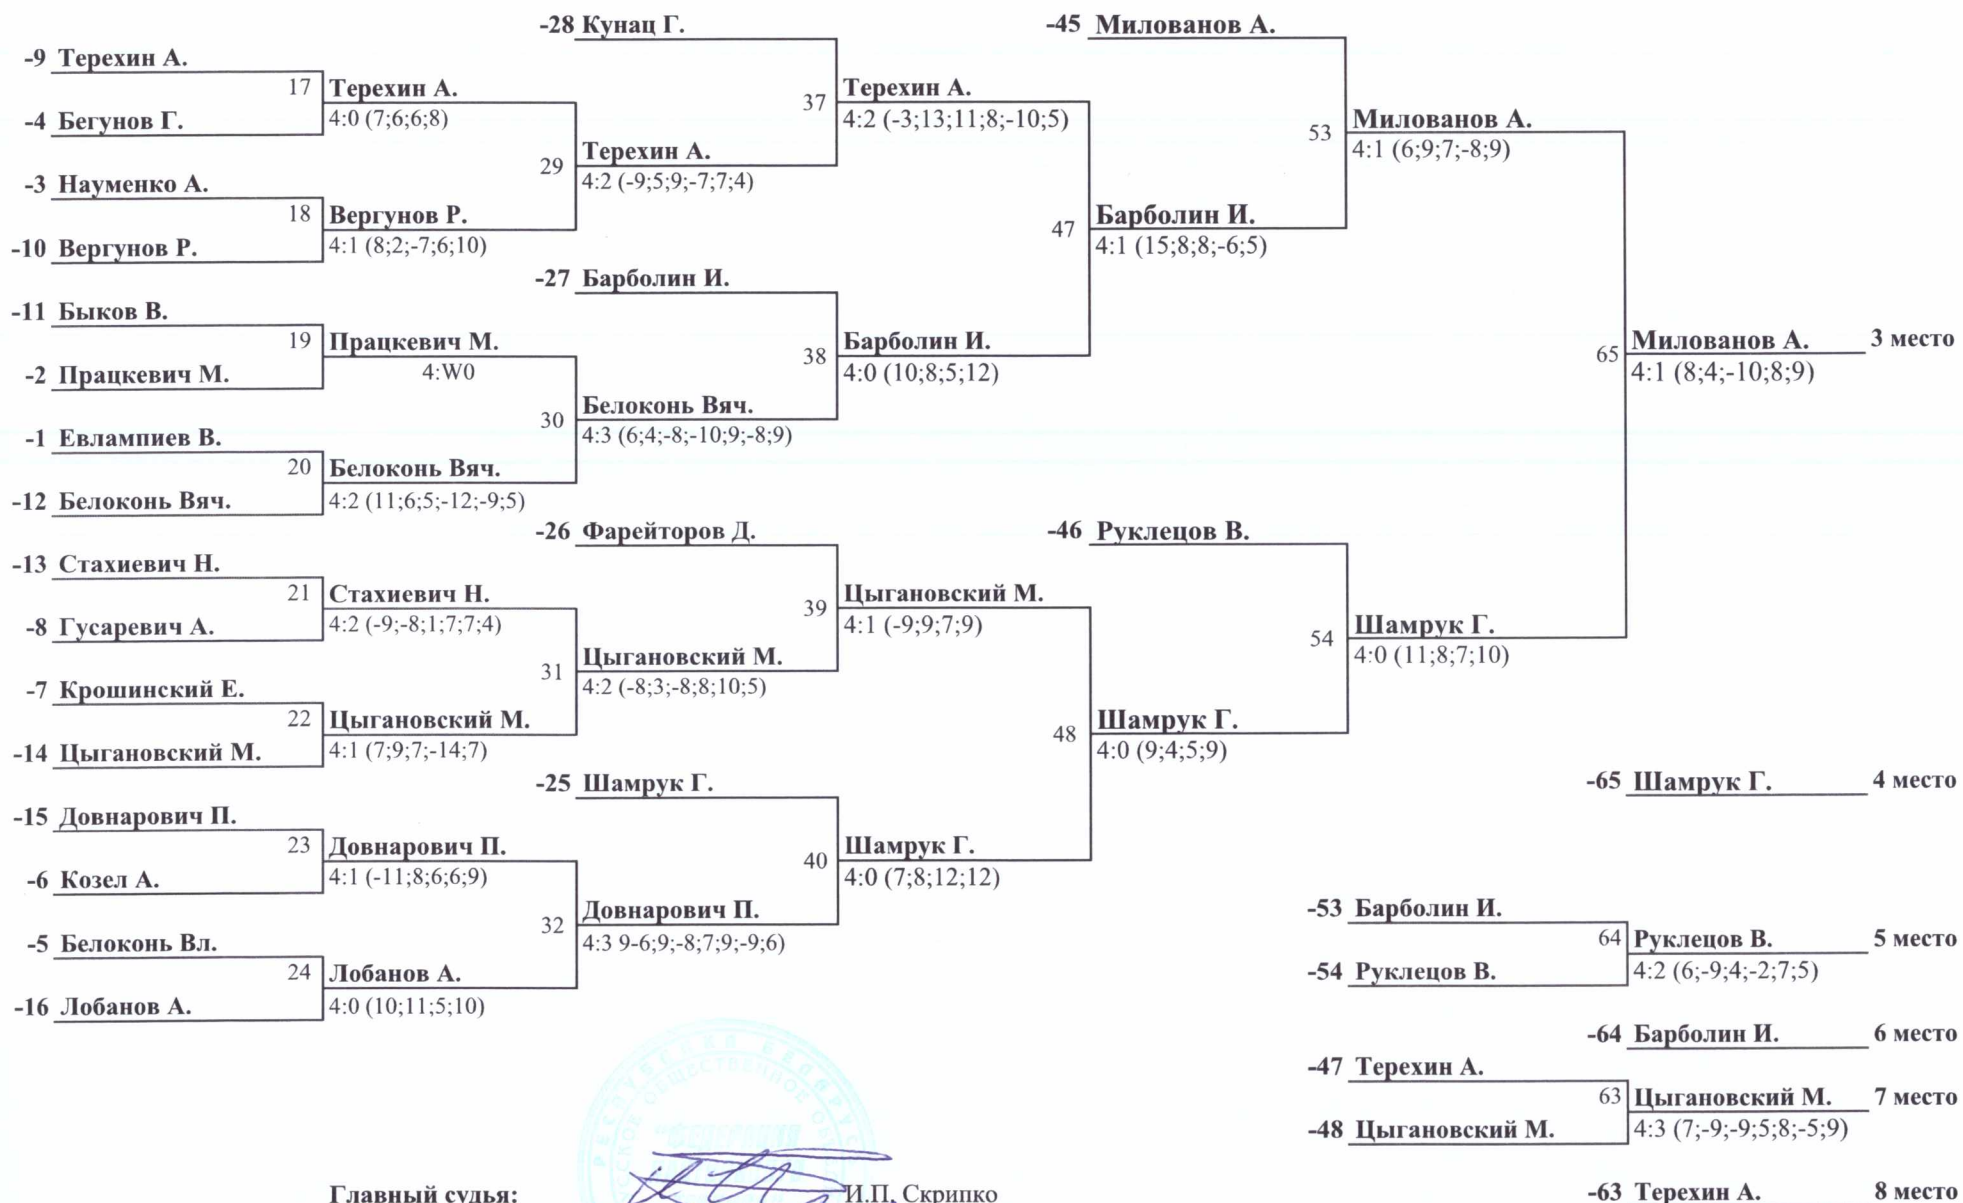 -9 Терехин А.
-4 Бегунов Г.
-3 Науменко А.
-10 Вергунов Р.
-11 Быков В.
-2 Працкевич М.
-1 Евлампиев В.
-12 Белоконь Вяч.
-13 Стахиевич Н.
-8 Гусаревич А.
-7 Крошинский Е.
-14 Цыгановский М.
-15 Довнарович П.
-6 Козел А.
-5 Белоконь Вл.
-16 Лобанов А.
17 Терехин А.
4:0 (7;6;6;8)
18 Вергунов Р.
4:1 (8;2;-7;6;10)
19 Працкевич М.
4:W0
20 Белоконь Вяч.
4:2 (11;6;5;-12;-9;5)
21 Стахиевич Н.
4:2 (-9;-8;1;7;7;4)
22 Цыгановский М.
4:1 (7;9;7;-14;7)
23 Довнарович П.
4:1 (-11;8;6;6;9)
24 Лобанов А.
4:0 (10;11;5;10)
-28 Кунац Г.
29 Терехин А.
4:2 (-9;5;9;-7;7;4)
-27 Барболин И.
30 Белоконь Вяч.
4:3 (6;4;-8;-10;9;-8;9)
-26 Фарейторов Д.
31 Цыгановский М.
4:2 (-8;3;-8;8;10;5)
-25 Шамрук Г.
32 Довнарович П.
4:3 9-6;9;-8;7;9;-9;6)
37 Терехин А.
4:2 (-3;13;11;8;-10;5)
38 Барболин И.
4:0 (10;8;5;12)
39 Цыгановский М.
4:1 (-9;9;7;9)
40 Шамрук Г.
4:0 (7;8;12;12)
-45 Милованов А.
47 Барболин И.
4:1 (15;8;8;-6;5)
-46 Руклецов В.
48 Шамрук Г.
4:0 (9;4;5;9)
53 Милованов А.
4:1 (6;9;7;-8;9)
54 Шамрук Г.
4:0 (11;8;7;10)
65 Милованов А. 3 место
4:1 (8;4;-10;8;9)
-65 Шамрук Г. 4 место
-53 Барболин И.
-54 Руклецов В.
64 Руклецов В. 5 место
4:2 (6;-9;4;-2;7;5)
-64 Барболин И. 6 место
-47 Терехин А.
-48 Цыгановский М.
63 Цыгановский М. 7 место
4:3 (7;-9;-9;5;8;-5;9)
-63 Терехин А. 8 место
Главный судья: И.П. Скрипко